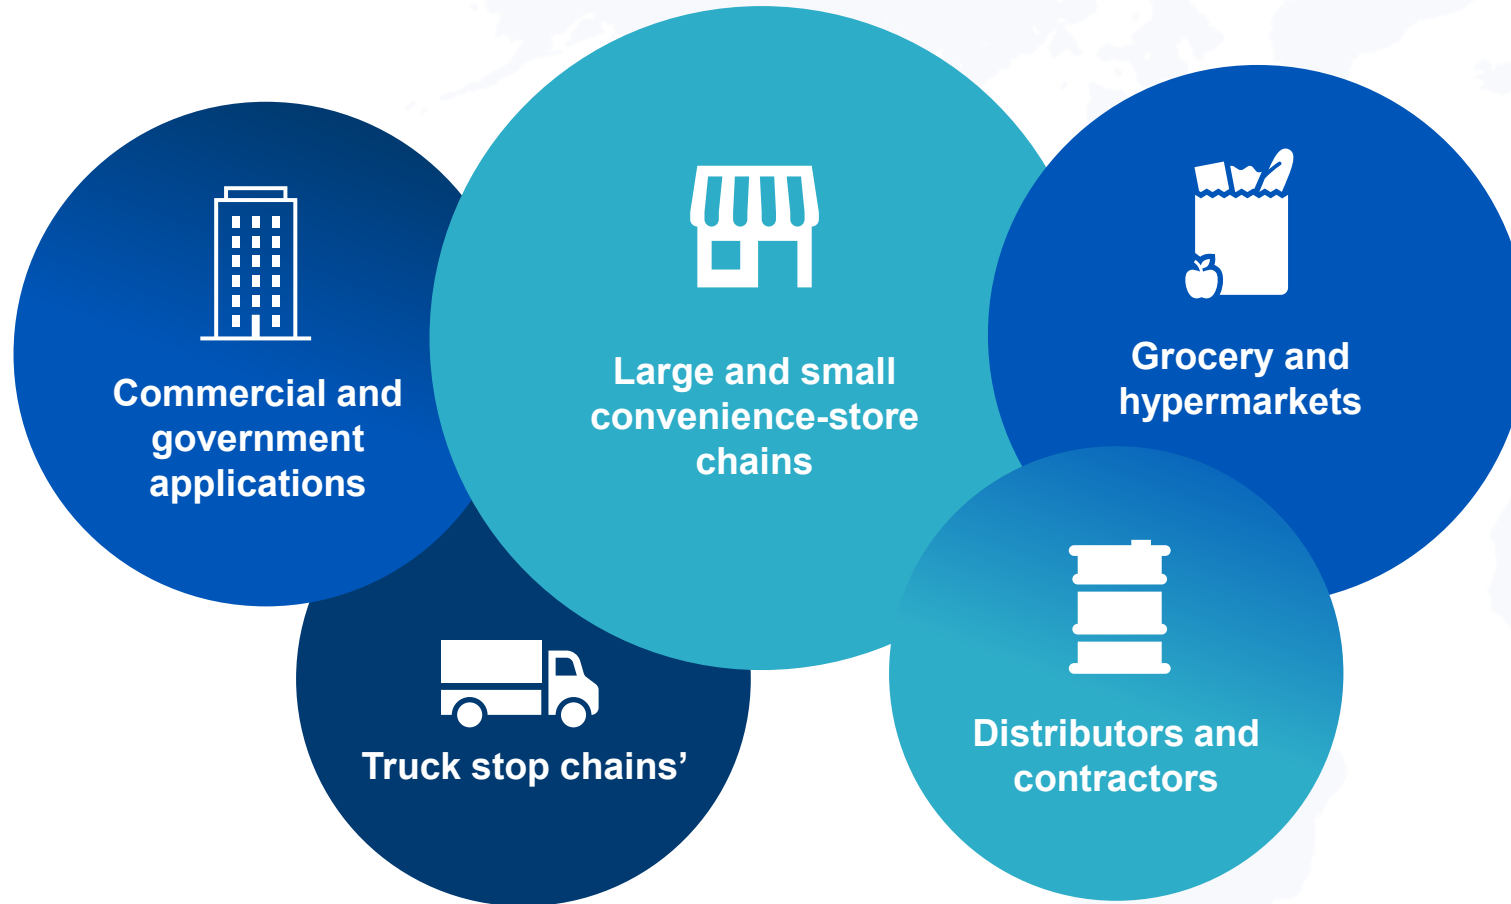 Commercial and
government
applications
Large and small
convenience-store
chains
Grocery and
hypermarkets
Truck stop chains’
Distributors and
contractors